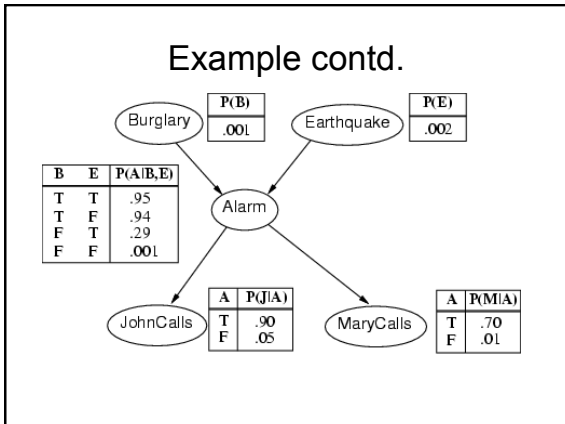 Example contd.
P(B)
.001
Burglary
P(E)
.002
Earthquake
B E P(A|B,E)
T T .95
T F .94
F T .29
F F .001
Alarm
JohnCalls
A P(J|A)
T .90
F .05
MaryCalls
A P(M|A)
T .70
F .01